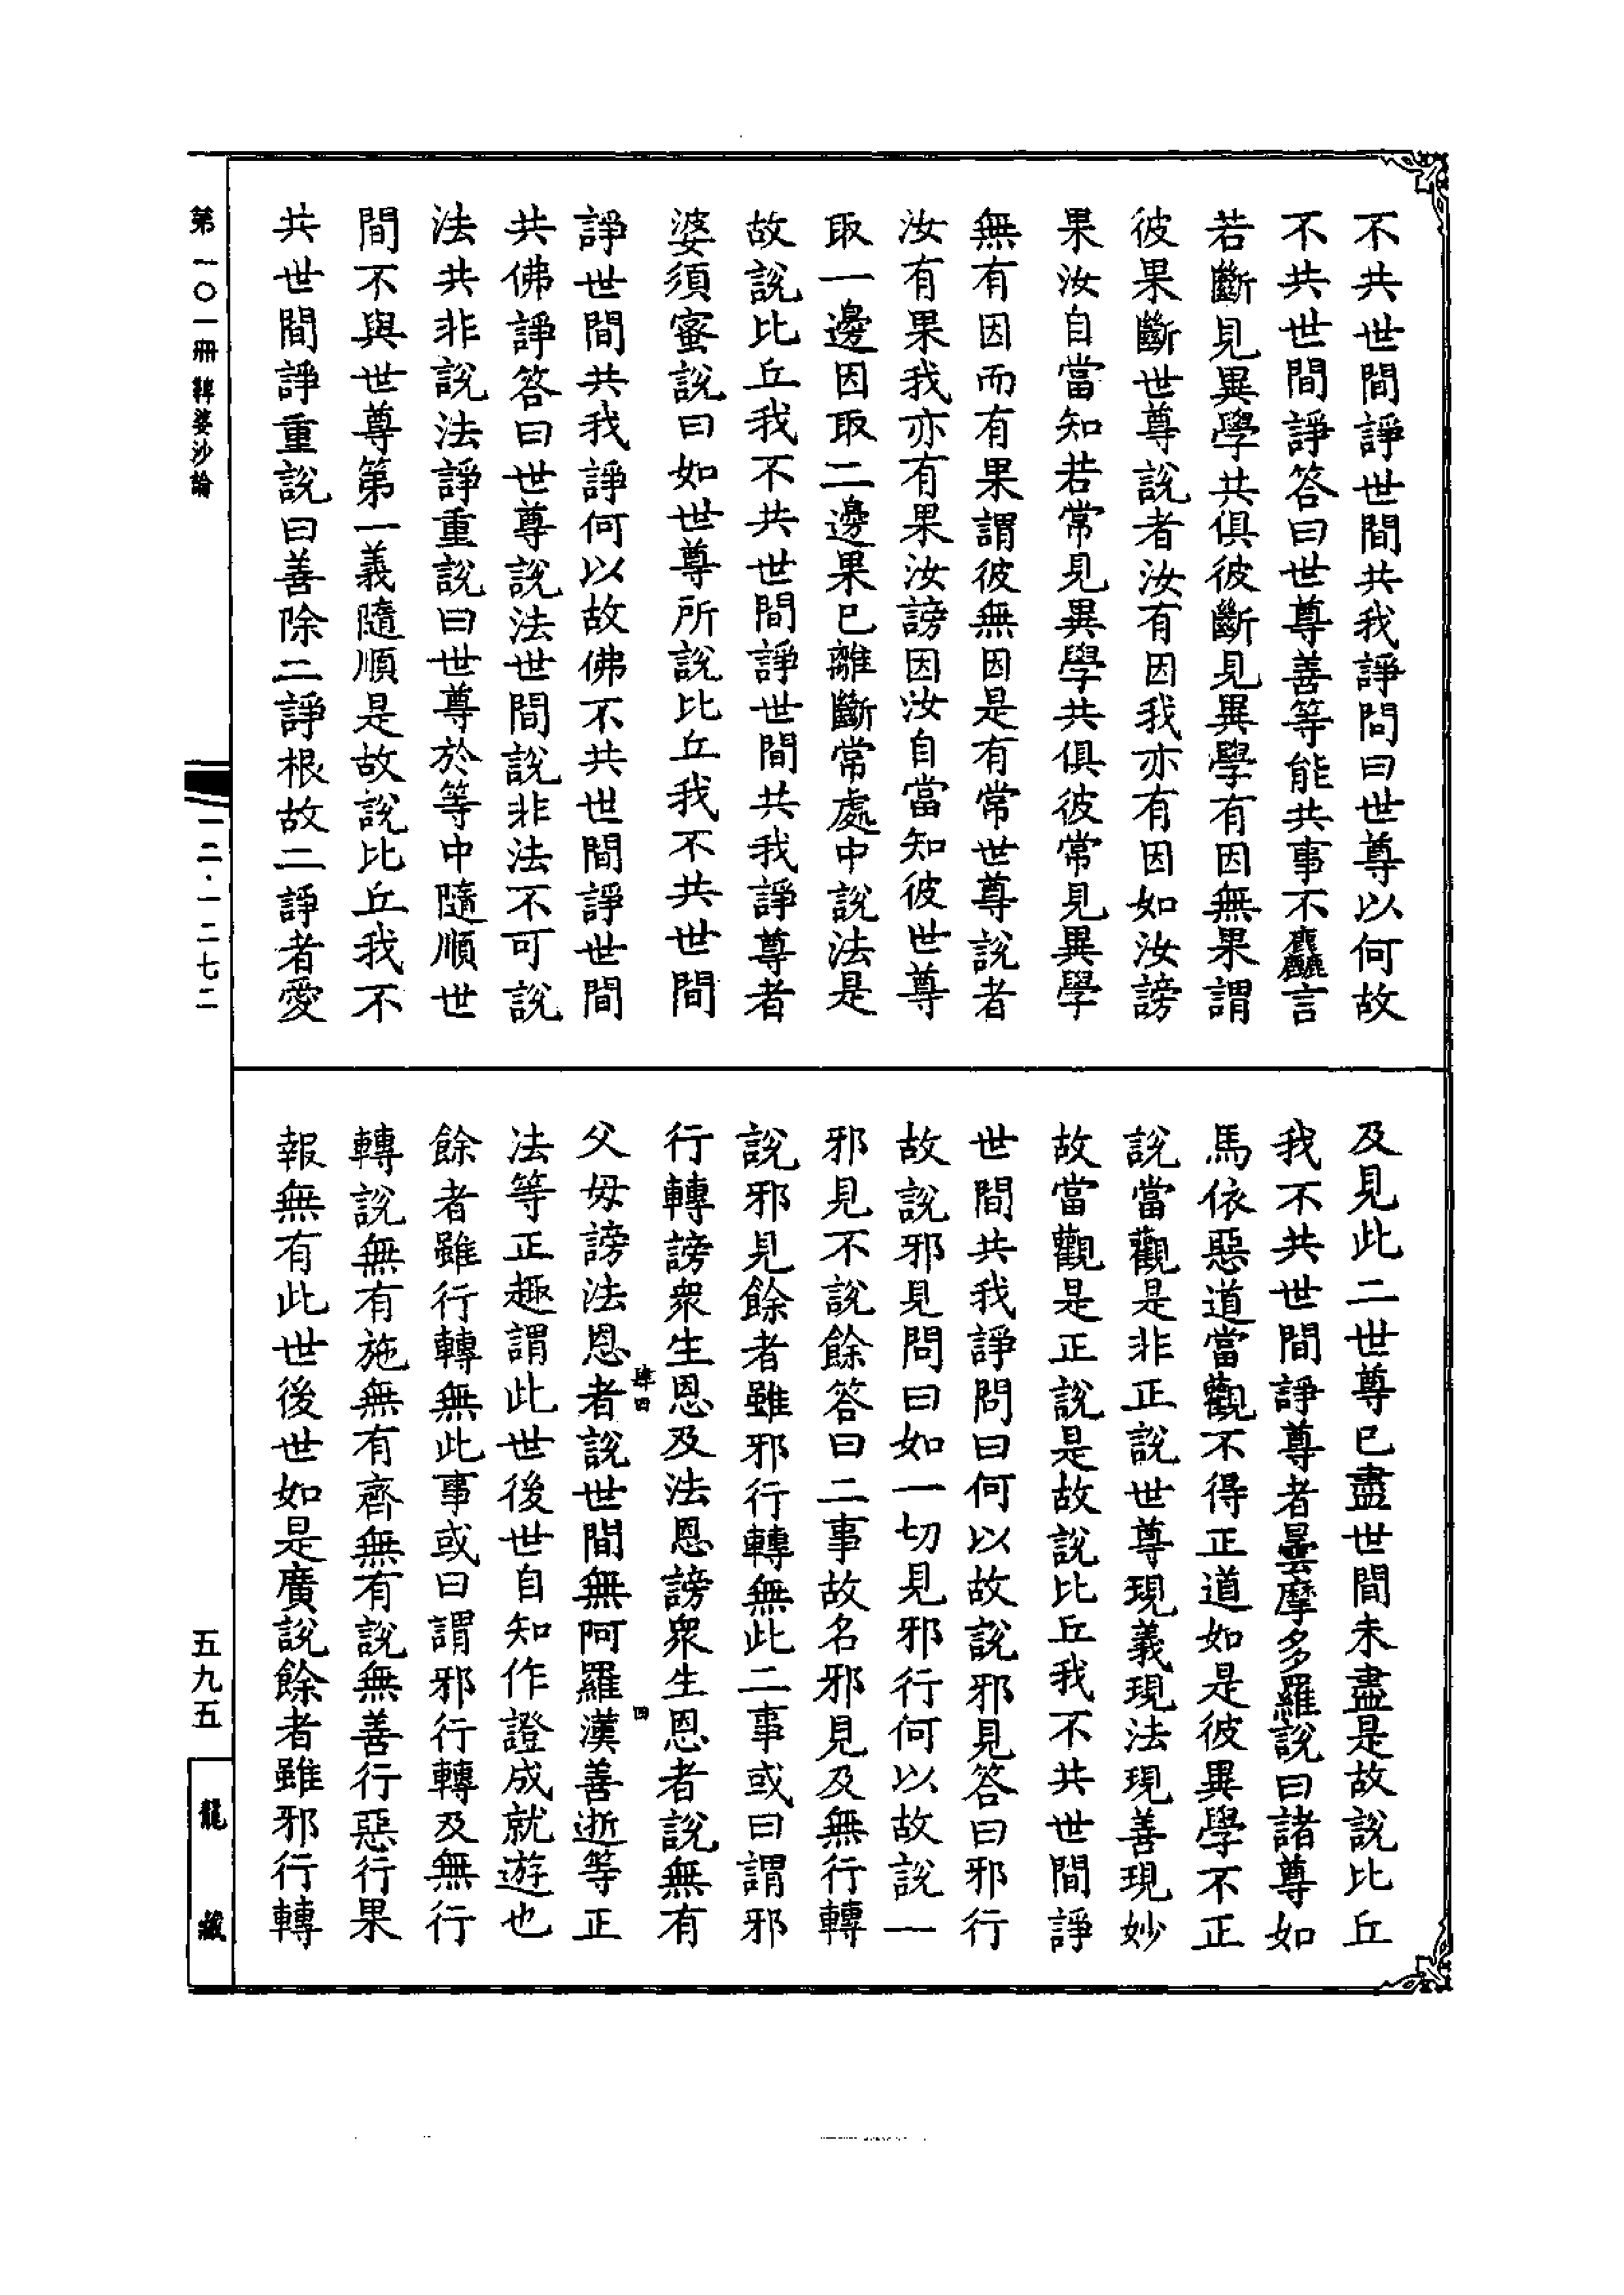 不共世間諍世間共我諍問曰世尊以何故
不共世間諍答曰世尊善等能共事不麤言
若斷見異學共俱彼斷見異學有因無果謂
彼果斷世尊說者汝有因我亦有因如汝謗
果汝自當知若常見異學共俱彼常見異學
無有因而有果謂彼無因是有常世尊說者
汝有果我亦有果汝謗因汝自當知彼世尊
取一邊因取二邊果已離斷常處中說法是
故說比丘我不共世間諍世間共我諍尊者
婆須蜜說曰如世尊所說比丘我不共世間
諍世間共我諍何以故佛不共世間諍世間
共佛諍答曰世尊說法世間說非法不可說
法共非說法諍重說曰世尊於等中隨順世
間不與世尊第一義隨順是故說比丘我不
共世間諍重說曰善除二諍根故二諍者愛
及見此二世尊已盡世間未盡是故說比丘
我不共世間諍尊者曇摩多羅說曰諸尊如
馬依惡道當觀不得正道如是彼異學不正
說當觀是非正說世尊現義現法現善現妙
故當觀是正說是故說比丘我不共世間諍
世間共我諍問曰何以故說邪見答曰邪行
故說邪見問曰如一切見邪行何以故說一
邪見不說餘答曰二事故名邪見及無行轉
說邪見餘者雖邪行轉無此二事或曰謂邪
行轉謗眾生恩及法恩謗眾生恩者說無有
父母謗法恩者說世間無阿羅漢善逝等正
肆四
四
法等正趣謂此世後世自知作證成就遊也
餘者雖行轉無此事或曰謂邪行轉及無行
轉說無有施無有齊無有說無善行惡行果
報無有此世後世如是廣說餘者雖邪行轉
第一〇一冊 鞞婆沙論
一二·一二七二
五九五
龍藏